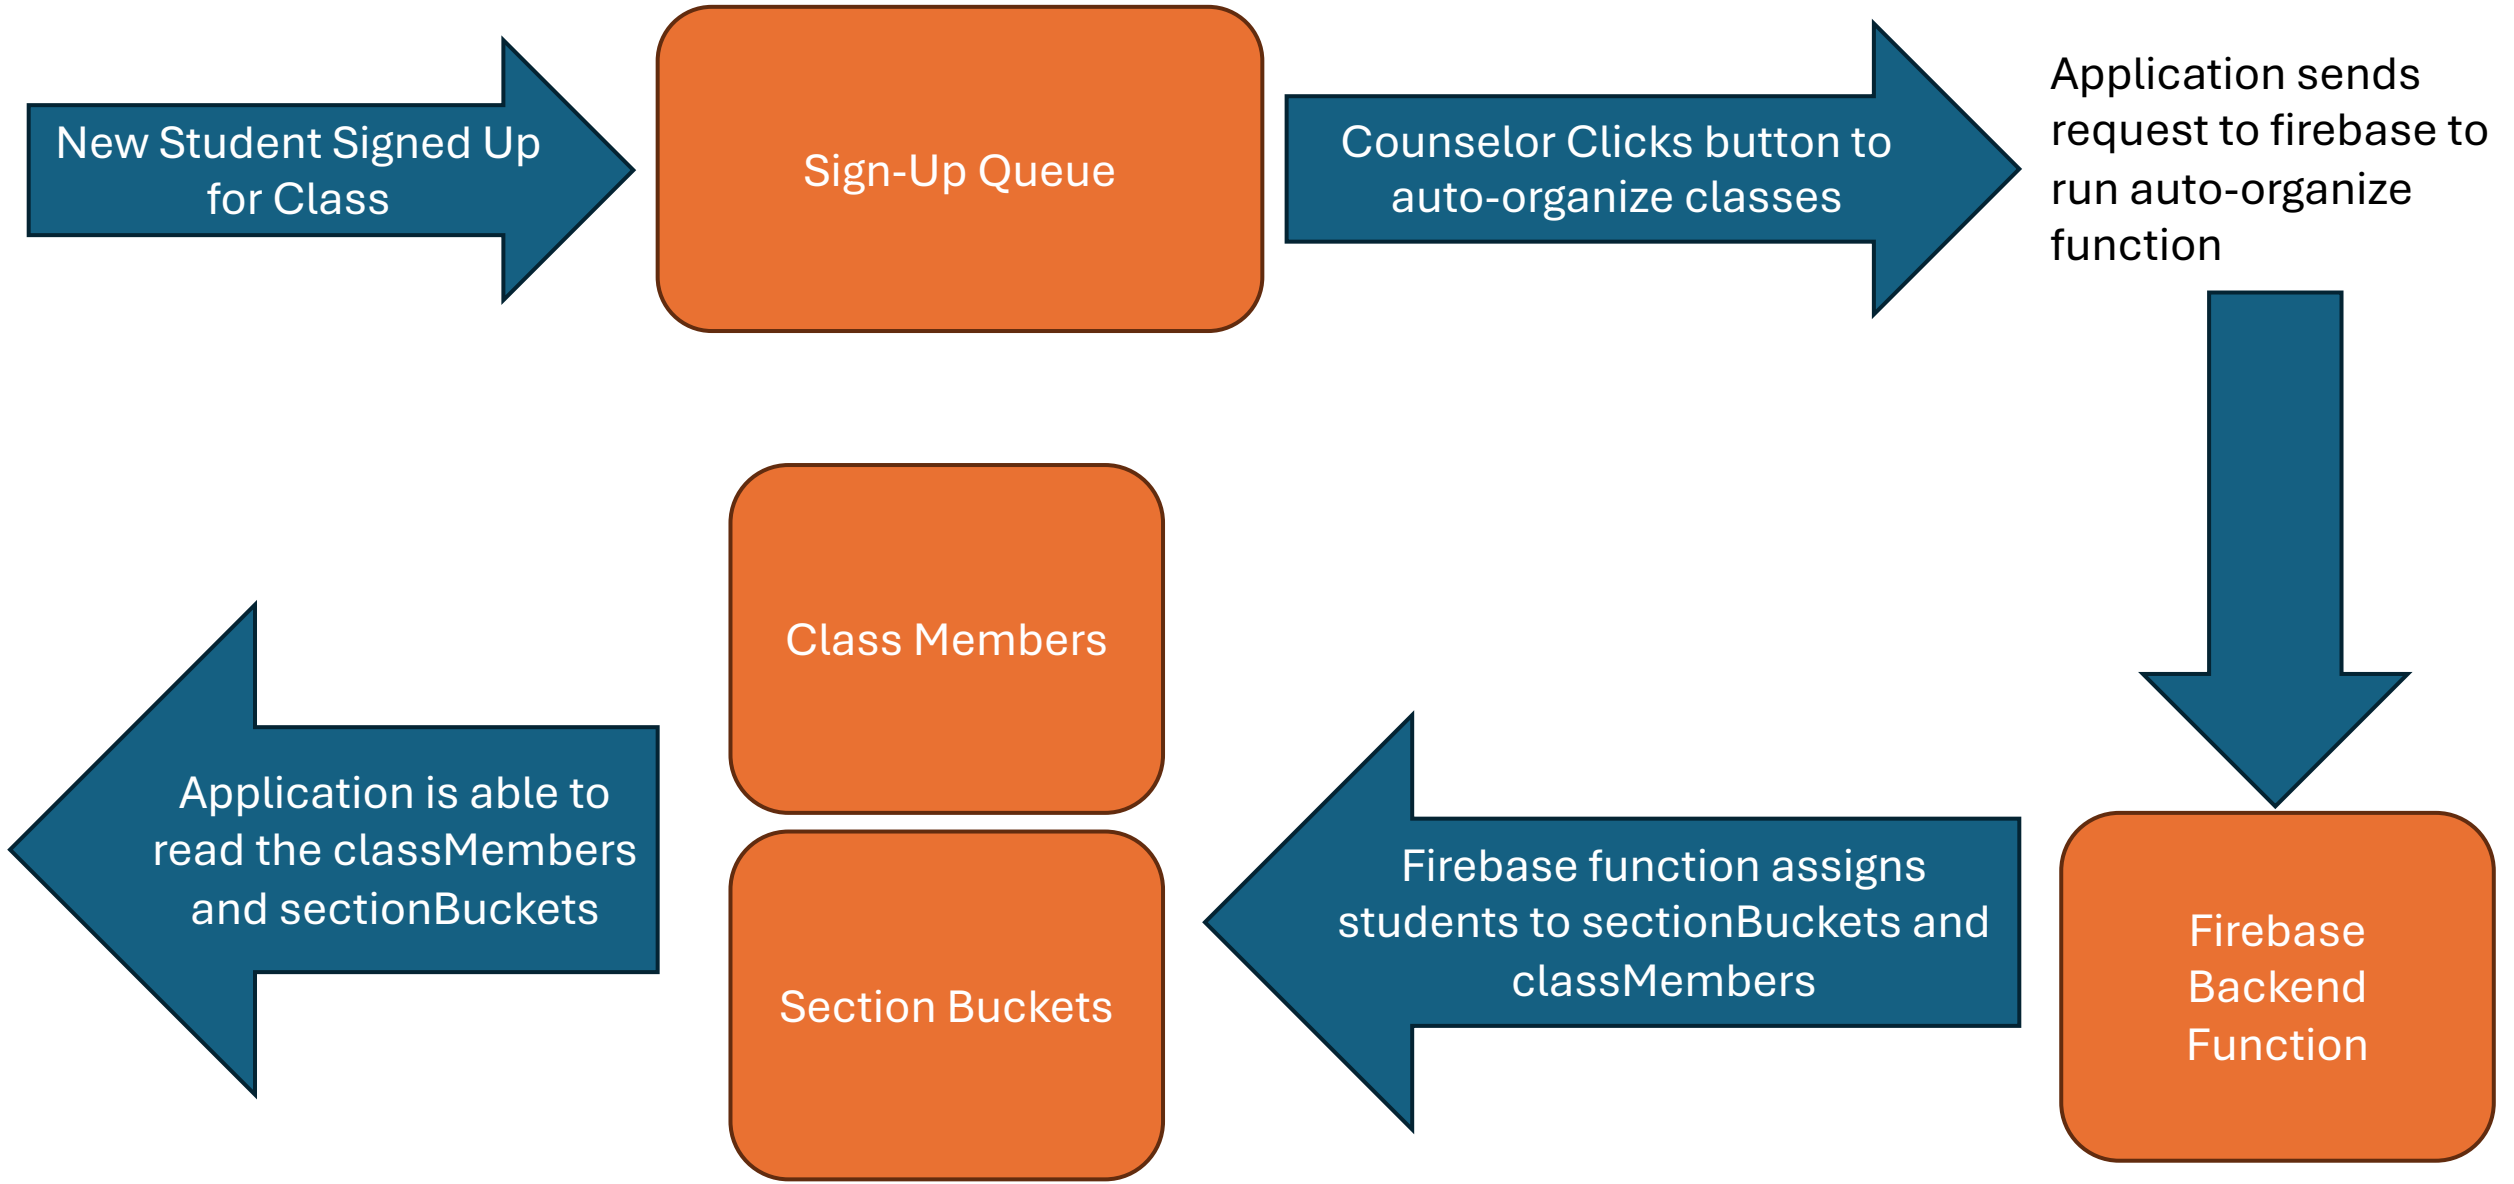 New Student Signed Up
for Class
Sign-Up Queue
Counselor Clicks button to
auto-organize classes
Application sends
request to firebase to
run auto-organize
function
Firebase
Backend
Function
Firebase function assigns
students to sectionBuckets and
classMembers
Class Members
Section Buckets
Application is able to
read the classMembers
and sectionBuckets